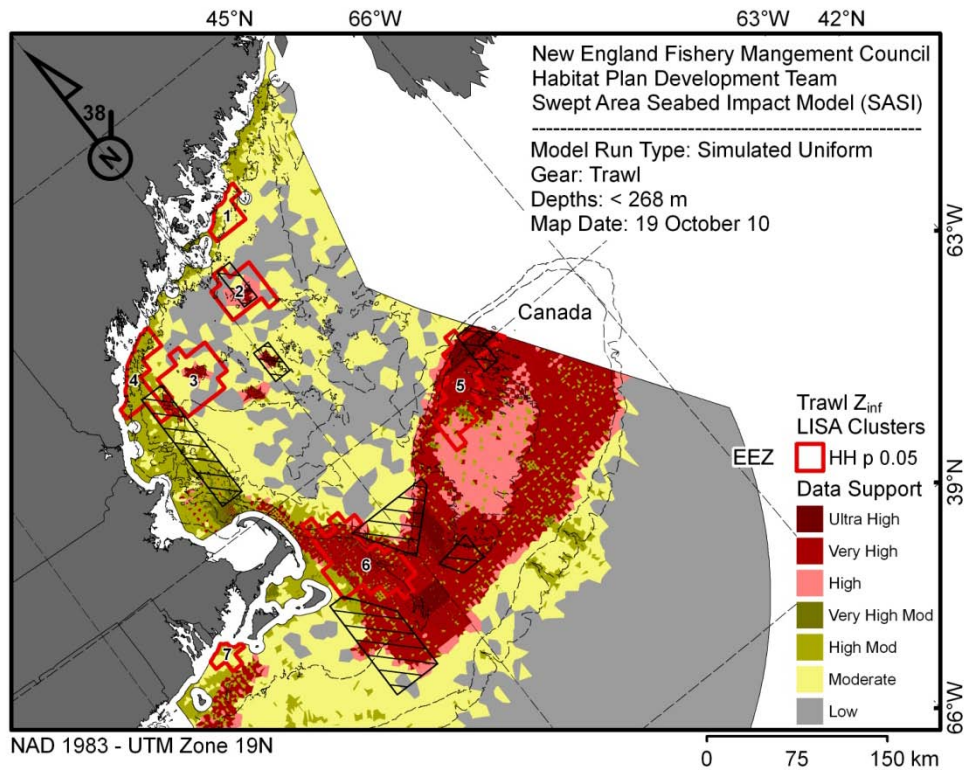 45°N 66°W 63°W 42°N
New England Fishery Mangement Council
Habitat Plan Development Team
Swept Area Seabed Impact Model (SASI)
Model Run Type: Simulated Uniform
Gear: Trawl
Depths: < 268 m
Map Date: 19 October 10
38
N
1
63°W
2
Canada
3
4
5
Trawl Zinf
LISA Clusters
HH p 0.05
EEZ
39°N
Data Support
Ultra High
Very High
High
Very High Mod
High Mod
Moderate
Low
6
7
66°W
NAD 1983 - UTM Zone 19N
0 75 150 km